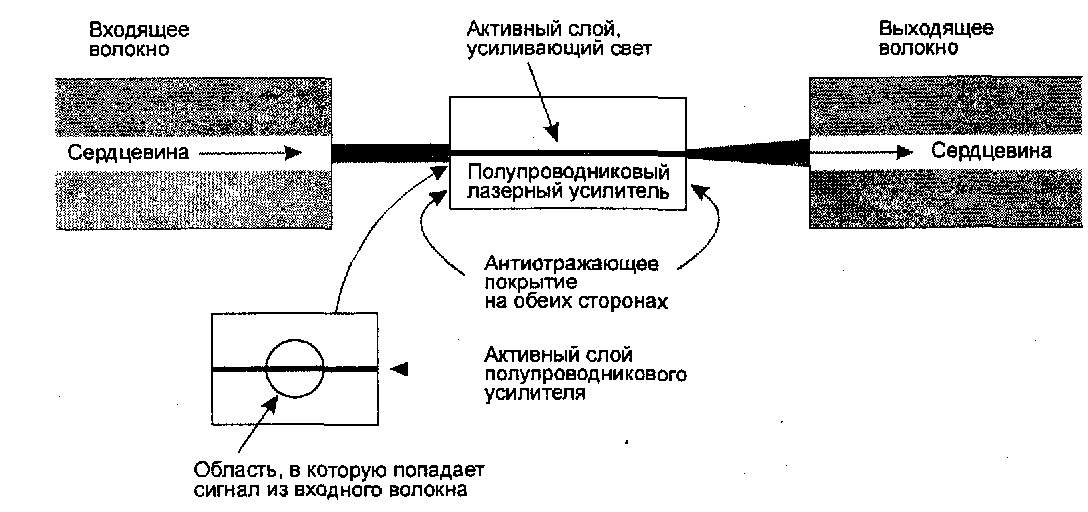 Входящее
волокно
Активный слой,
усиливающий свет
Выходящее
волокно
Сердцевина
Полупроводниковый
лазерный усилитель
Сердцевина
Антиотражающее
покрытие
на обеих сторонах
Активный слой
полупроводникового
усилителя
Область, в которую попадает
сигнал из входного волокна